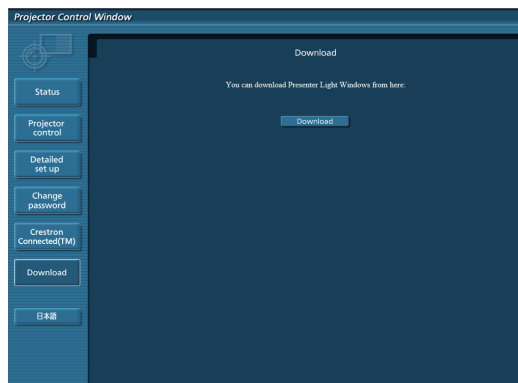 Projector Control Window
Download
You can download Presenter Light Windows from here:
Download
Status
Projector
control
Detailed
set up
Change
password
Crestron
Connected(TM)
Download
日本語